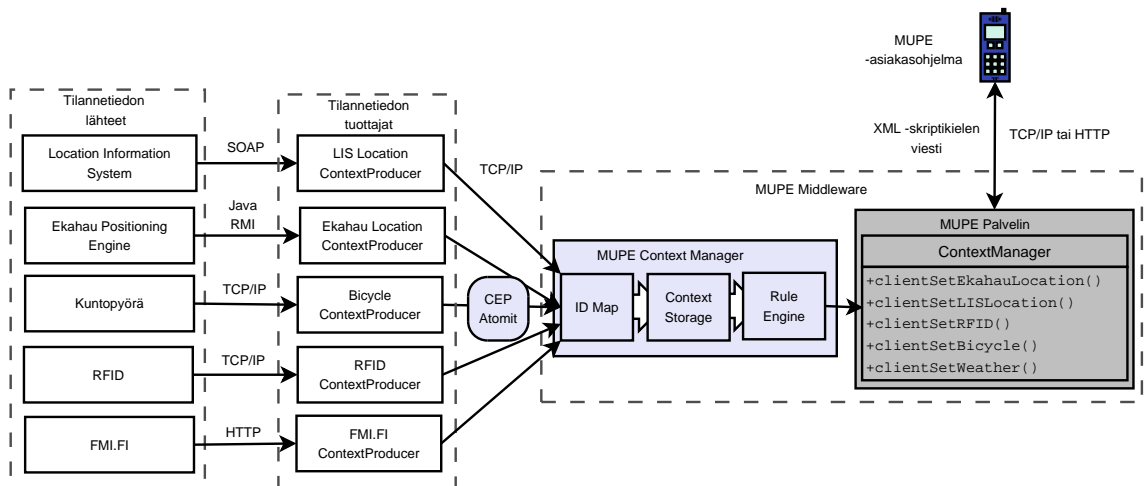 MUPE
-asiakasohjelma
Tilannetiedon
lähteet
Tilannetiedon
tuottajat
XML -skriptikielen
viesti
TCP/IP tai HTTP
Location Information
System
SOAP
LIS Location
ContextProducer
TCP/IP
MUPE Middleware
Ekahau Positioning
Engine
Java
RMI
Ekahau Location
ContextProducer
MUPE Palvelin
ContextManager
+clientSetEkahauLocation()
+clientSetLISLocation()
+clientSetRFID()
+clientSetBicycle()
+clientSetWeather()
MUPE Context Manager
ID Map
Context
Storage
Rule
Engine
Kuntopyörä
TCP/IP
Bicycle
ContextProducer
CEP
Atomit
RFID
TCP/IP
RFID
ContextProducer
FMI.FI
HTTP
FMI.FI
ContextProducer